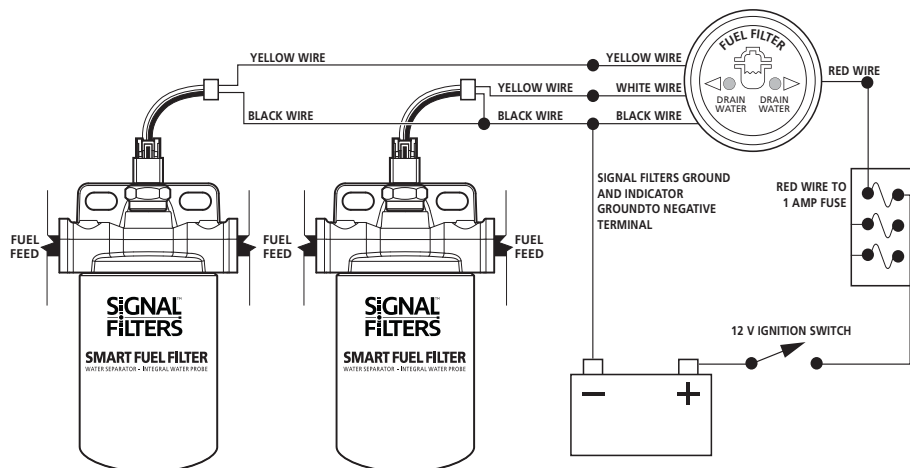 YELLOW WIRE
YELLOW WIRE
YELLOW WIRE
WHITE WIRE
BLACK WIRE
BLACK WIRE
BLACK WIRE
FUEL FILTER
DRAIN
WATER
DRAIN
WATER
RED WIRE
SIGNAL FILTERS GROUND
AND INDICATOR
GROUNDTO NEGATIVE
TERMINAL
RED WIRE TO
1 AMP FUSE
FUEL
FEED
FUEL
FEED
FUEL
FEED
SiGNAL™
FiLTERS
SMART FUEL FILTER
WATER SEPARATOR - INTEGRAL WATER PROBE
SiGNAL™
FiLTERS
SMART FUEL FILTER
WATER SEPARATOR - INTEGRAL WATER PROBE
12 V IGNITION SWITCH
– +